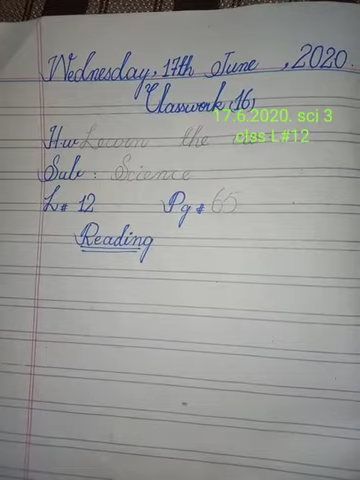 Wednesday, 17th June , 2020.
Classwork (16)
17.6.2020. sci 3
clss L#12
H.w Learn the
Sub : Science
L# 12 Pg # 65
Reading